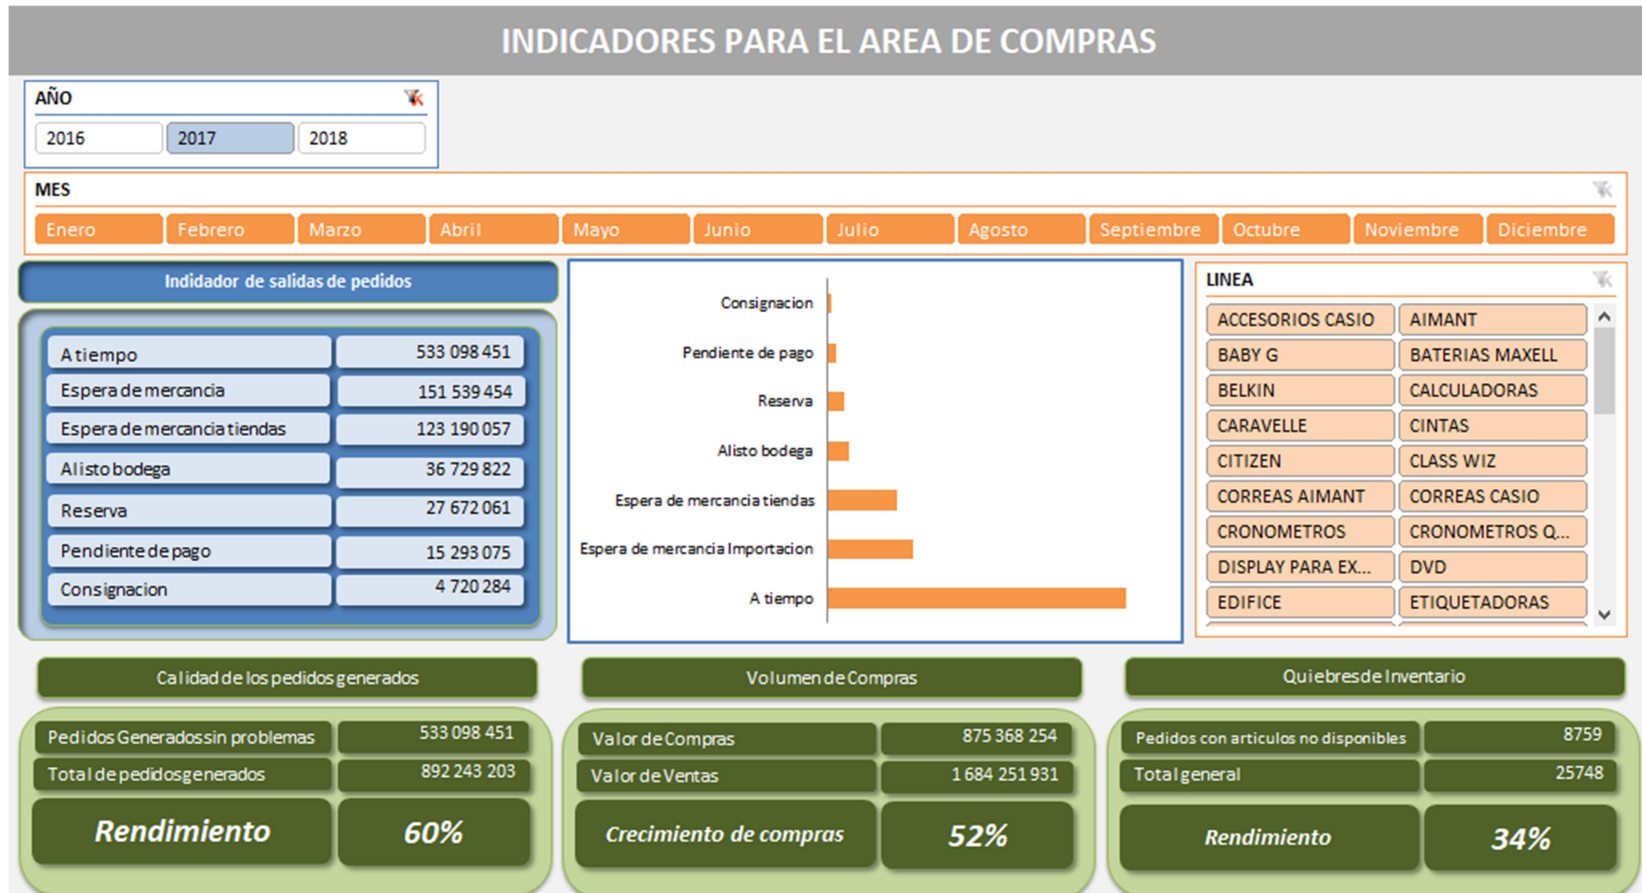 INDICADORES PARA EL AREA DE COMPRAS
AÑO
2016 2017 2018
MES
Enero Febrero Marzo Abril Mayo Junio Julio Agosto Septiembre Octubre Noviembre Diciembre
Indidador de salidas de pedidos
A tiempo 533 098 451
Espera de mercancia 151 539 454
Espera de mercancia tiendas 123 190 057
Alisto bodega 36 729 822
Reserva 27 672 061
Pendiente de pago 15 293 075
Consignacion 4 720 284
Consignacion
Pendiente de pago
Reserva
Alisto bodega
Espera de mercancia tiendas
Espera de mercancia Importacion
A tiempo
LINEA
ACCESORIOS CASIO AIMANT
BABY G BATERIAS MAXELL
BELKIN CALCULADORAS
CARAVELLE CINTAS
CITIZEN CLASS WIZ
CORREAS AIMANT CORREAS CASIO
CRONOMETROS CRONOMETROS Q...
DISPLAY PARA EX... DVD
EDIFICE ETIQUETADORAS
Calidad de los pedidos generados
Pedidos Generados sin problemas 533 098 451
Total de pedidos generados 892 243 203
Rendimiento 60%
Volumen de Compras
Valor de Compras 875 368 254
Valor de Ventas 1 684 251 931
Crecimiento de compras 52%
Quiebres de Inventario
Pedidos con articulos no disponibles 8759
Total general 25748
Rendimiento 34%